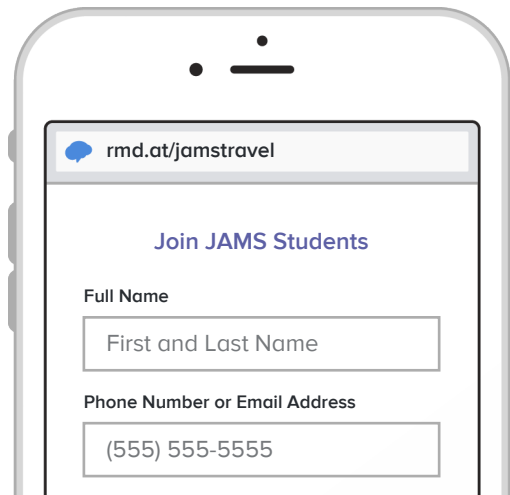 rmd.at/jamstravel
Join JAMS Students
Full Name
First and Last Name
Phone Number or Email Address
(555) 555-5555